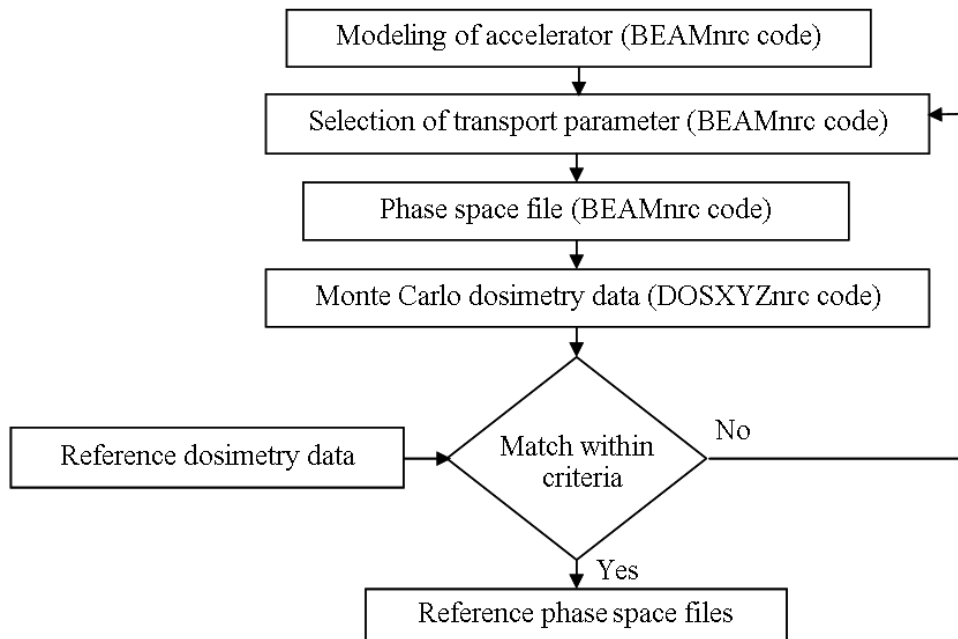 Modeling of accelerator (BEAMnrc code)
Selection of transport parameter (BEAMnrc code)
Phase space file (BEAMnrc code)
Monte Carlo dosimetry data (DOSXYZnrc code)
Reference dosimetry data
Match within
criteria
No
Yes
Reference phase space files